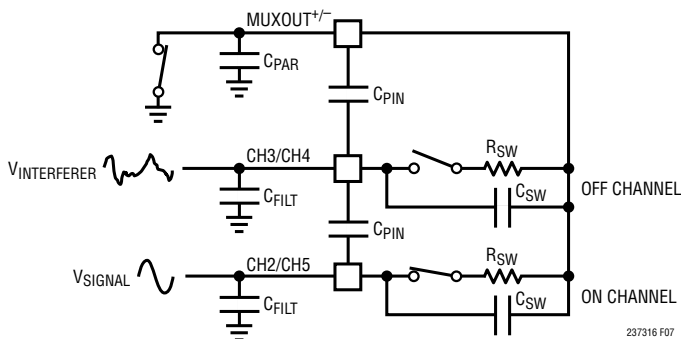 MUXOUT+/–
CPAR
CPIN
VINTERFERER
CH3/CH4
RSW
CFILT
CSW
OFF CHANNEL
CPIN
VSIGNAL
CH2/CH5
RSW
CFILT
CSW
ON CHANNEL
237316 F07